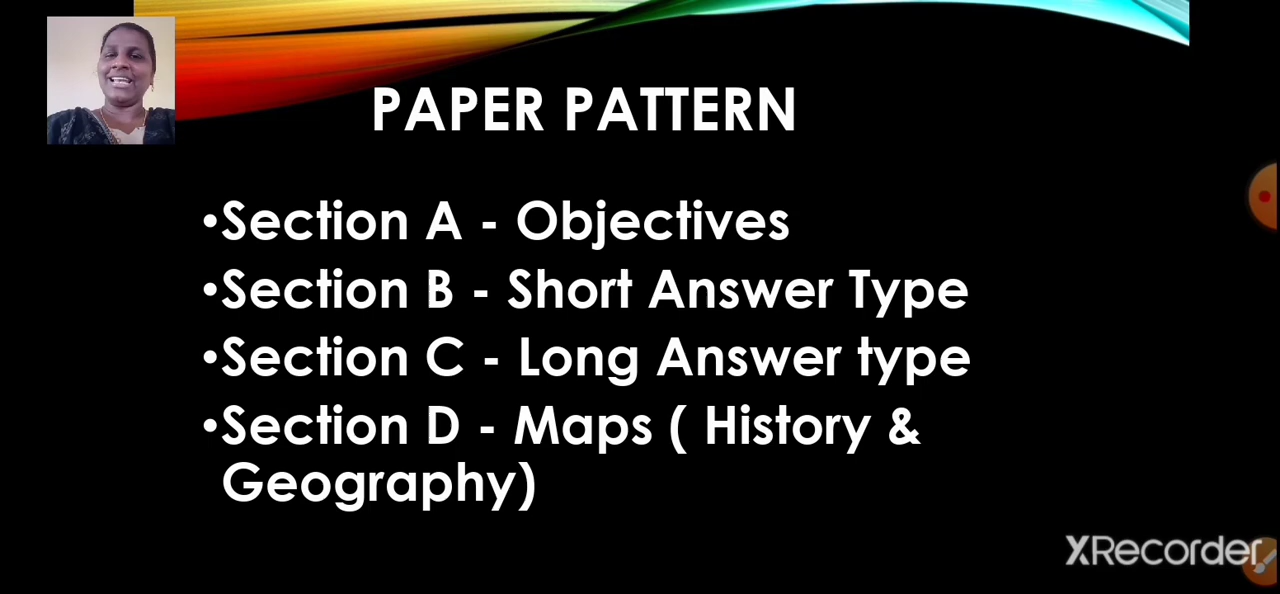 PAPER PATTERN
•Section A - Objectives
•Section B - Short Answer Type
•Section C - Long Answer type
•Section D - Maps ( History &
Geography)
XRecorder